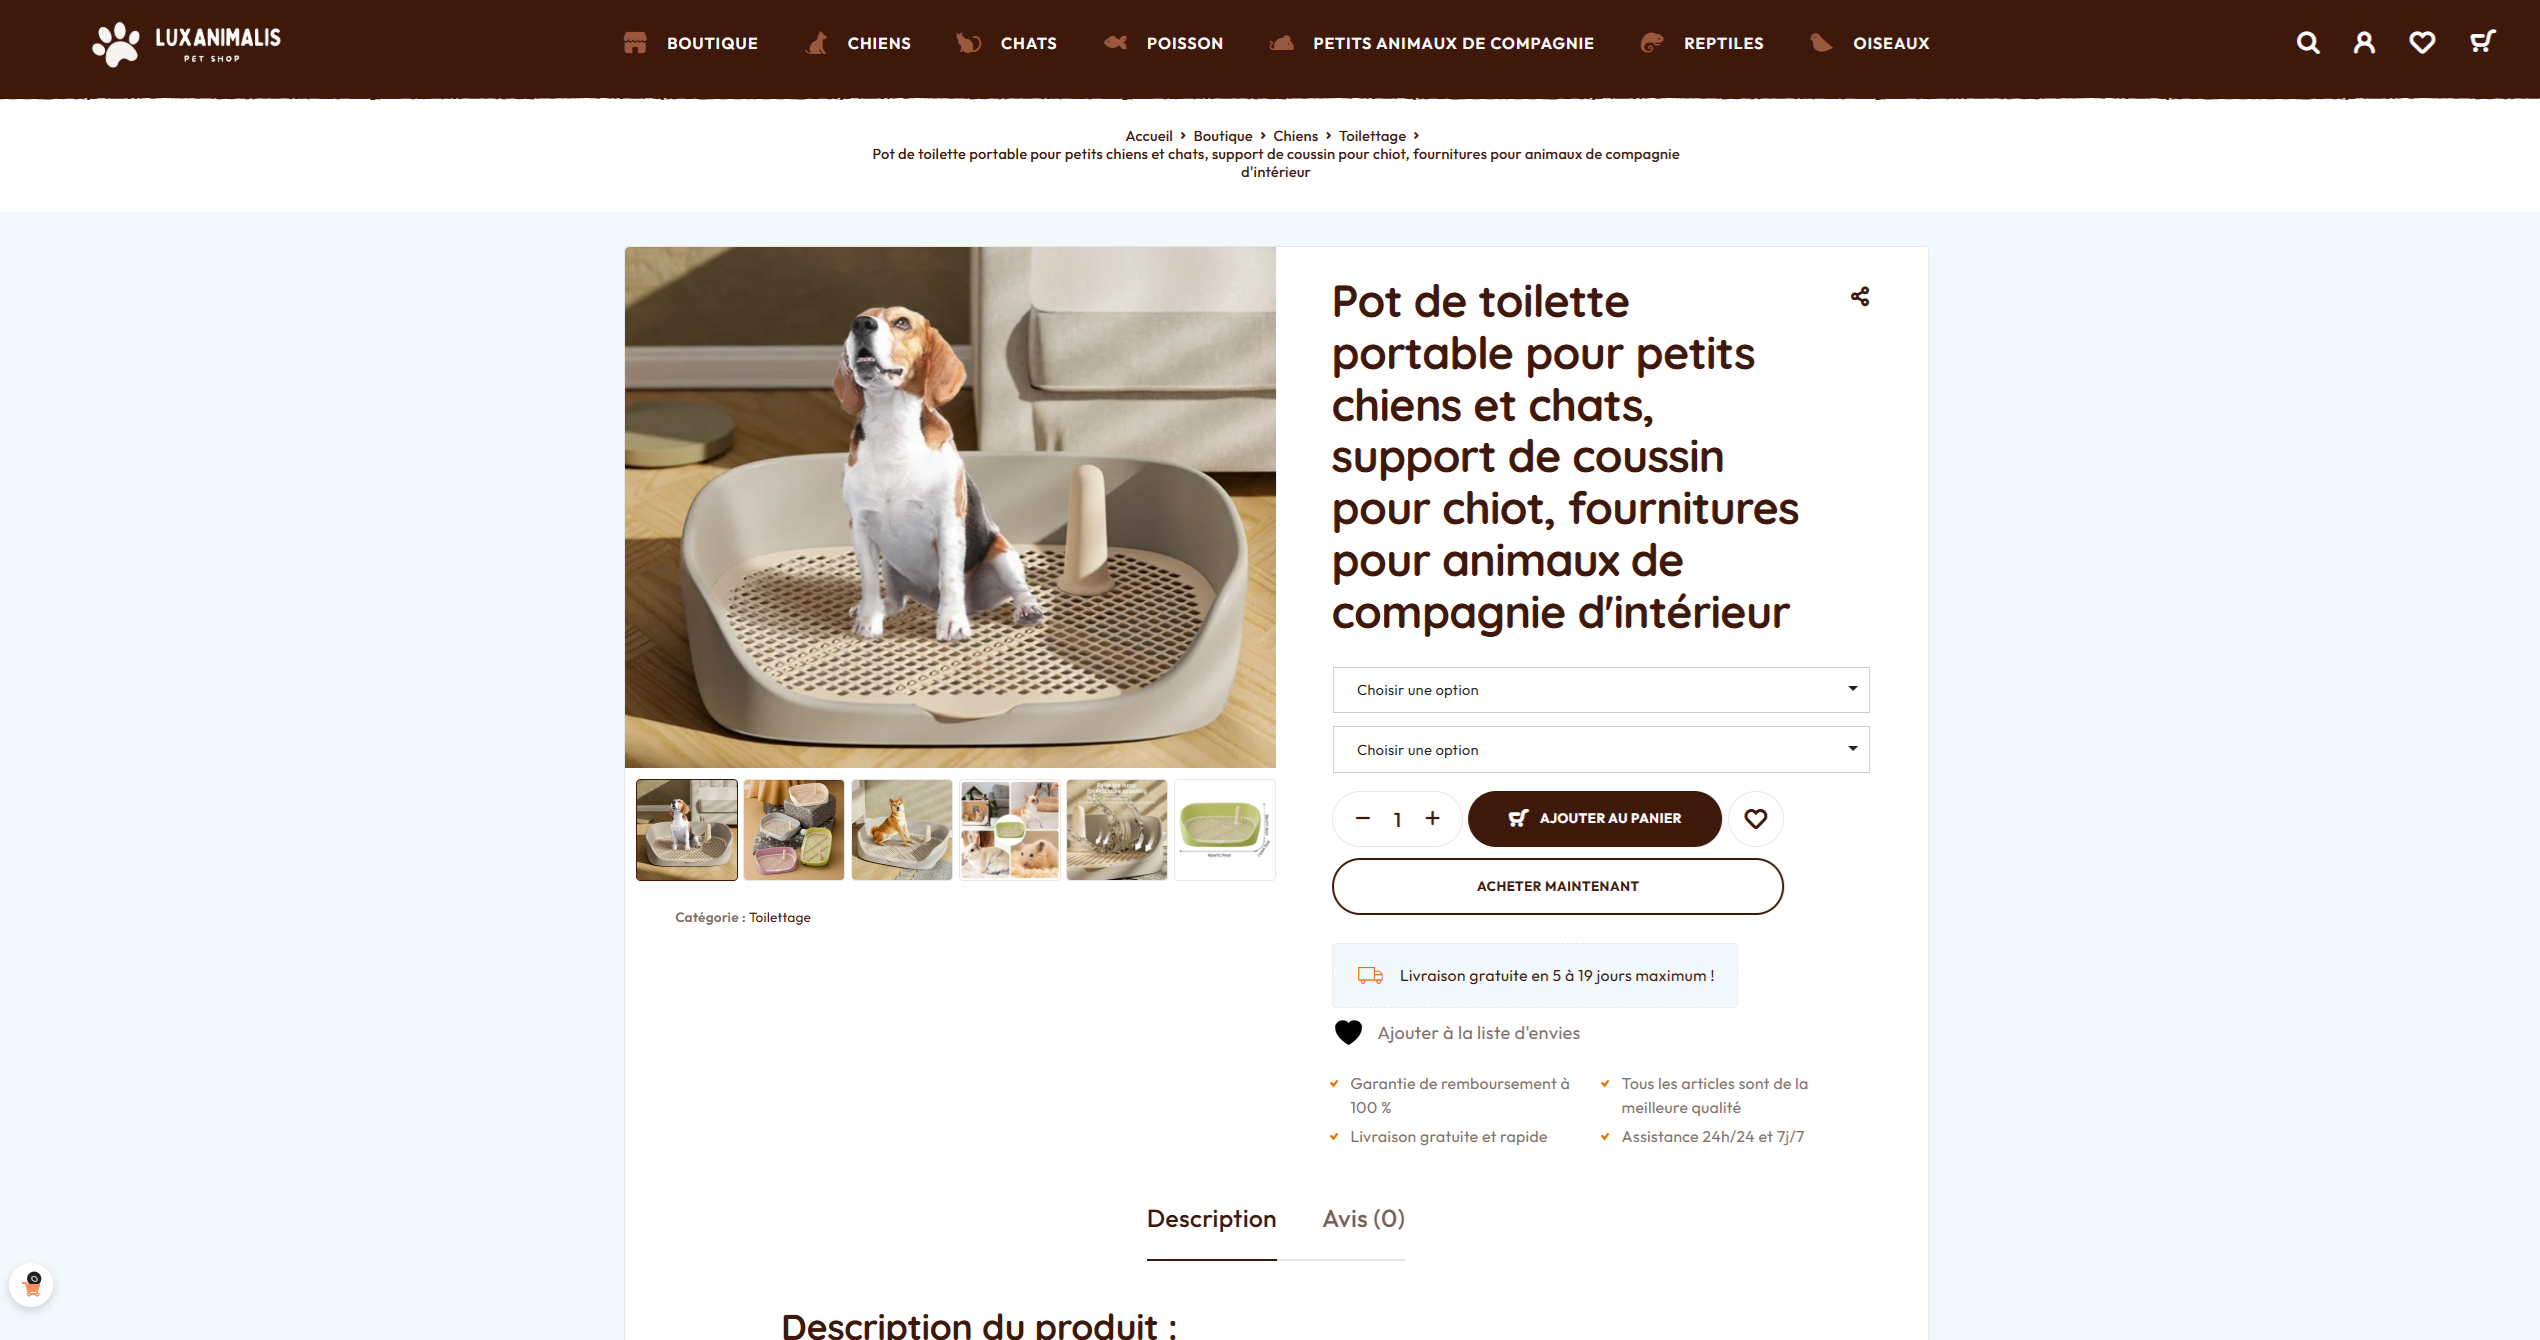 LUXANIMALIS
PET SHOP
BOUTIQUE
CHIENS
CHATS
POISSON
PETITS ANIMAUX DE COMPAGNIE
REPTILES
OISEAUX
Accueil › Boutique › Chiens › Toilettage ›
Pot de toilette portable pour petits chiens et chats, support de coussin pour chiot, fournitures pour animaux de compagnie
d'intérieur
Pot de toilette
portable pour petits
chiens et chats,
support de coussin
pour chiot, fournitures
pour animaux de
compagnie d'intérieur
Choisir une option
Choisir une option
− 1 +
AJOUTER AU PANIER
ACHETER MAINTENANT
Catégorie : Toilettage
Livraison gratuite en 5 à 19 jours maximum !
Ajouter à la liste d'envies
Garantie de remboursement à
100 %
Tous les articles sont de la
meilleure qualité
Livraison gratuite et rapide
Assistance 24h/24 et 7j/7
Description
Avis (0)
0
Description du produit :